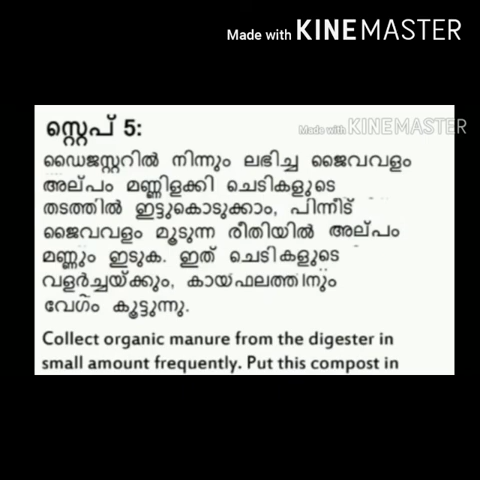 Made with KINEMASTER
സ്റ്റെപ് 5:
Made with KINEMASTER
ഡൈജസ്റ്ററിൽ നിന്നും ലഭിച്ച ജൈവവളം
അല്പം മണ്ണിളക്കി ചെടികളുടെ
തടത്തിൽ ഇട്ടുകൊടുക്കാം, പിന്നീട്
ജൈവവളം മൂടുന്ന രീതിയിൽ അല്പം
മണ്ണും ഇടുക. ഇത് ചെടികളുടെ
വളർച്ചയ്ക്കും, കായ്ഫലത്തിനും
വേഗം കൂട്ടുന്നു.
Collect organic manure from the digester in
small amount frequently. Put this compost in